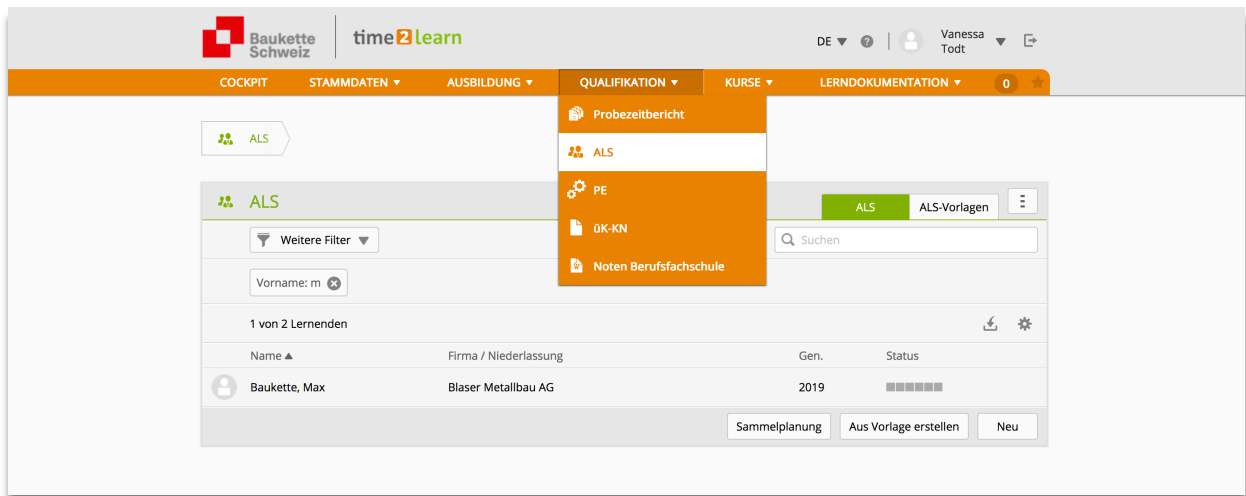 Baukette
Schweiz
time2learn
DE
Vanessa
Todt
COCKPIT STAMMDATEN AUSBILDUNG QUALIFIKATION KURSE LERNDOKUMENTATION 0
Probezeitbericht
ALS
PE
üK-KN
Noten Berufsfachschule
ALS
ALS
ALS ALS-Vorlagen
Weitere Filter
Suchen
Vorname: m
1 von 2 Lernenden
Name Firma / Niederlassung Gen. Status
Baukette, Max Blaser Metallbau AG 2019
Sammelplanung Aus Vorlage erstellen Neu